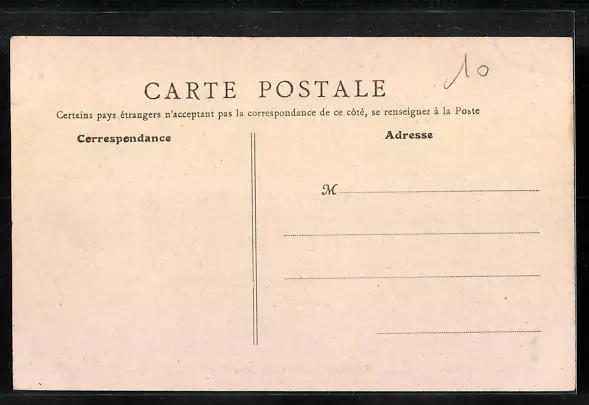 10
CARTE POSTALE
Certains pays étrangers n'acceptant pas la correspondance de ce côté, se renseigner à la Poste
Correspondance
Adresse
M